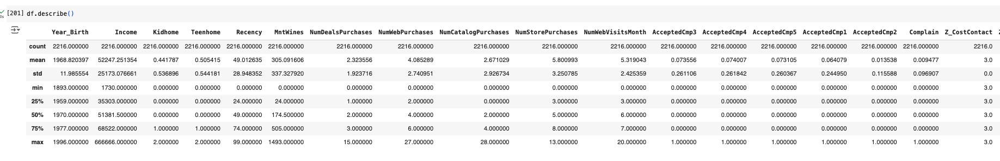 [201] df.describe()
0s
Year_Birth Income Kidhome Teenhome Recency MntWines NumDealsPurchases NumWebPurchases NumCatalogPurchases NumStorePurchases NumWebVisitsMonth AcceptedCmp3 AcceptedCmp4 AcceptedCmp5 AcceptedCmp1 AcceptedCmp2 Complain Z_CostContact
count 2216.000000 2216.000000 2216.000000 2216.000000 2216.000000 2216.000000 2216.000000 2216.000000 2216.000000 2216.000000 2216.000000 2216.000000 2216.000000 2216.000000 2216.000000 2216.000000 2216.000000 2216.0
mean 1968.820397 52247.251354 0.441787 0.505415 49.012635 305.091606 2.323556 4.085289 2.671029 5.800993 5.319043 0.073556 0.074007 0.073105 0.064079 0.013538 0.009477 3.0
std 11.985554 25173.076661 0.536896 0.544181 28.948352 337.327920 1.923716 2.740951 2.926734 3.250785 2.425359 0.261106 0.261842 0.260367 0.244950 0.115588 0.096907 0.0
min 1893.000000 1730.000000 0.000000 0.000000 0.000000 0.000000 0.000000 0.000000 0.000000 0.000000 0.000000 0.000000 0.000000 0.000000 0.000000 0.000000 0.000000 3.0
25% 1959.000000 35303.000000 0.000000 0.000000 24.000000 24.000000 1.000000 2.000000 0.000000 3.000000 3.000000 0.000000 0.000000 0.000000 0.000000 0.000000 0.000000 3.0
50% 1970.000000 51381.500000 0.000000 0.000000 49.000000 174.500000 2.000000 4.000000 2.000000 5.000000 6.000000 0.000000 0.000000 0.000000 0.000000 0.000000 0.000000 3.0
75% 1977.000000 68522.000000 1.000000 1.000000 74.000000 505.000000 3.000000 6.000000 4.000000 8.000000 7.000000 0.000000 0.000000 0.000000 0.000000 0.000000 0.000000 3.0
max 1996.000000 666666.000000 2.000000 2.000000 99.000000 1493.000000 15.000000 27.000000 28.000000 13.000000 20.000000 1.000000 1.000000 1.000000 1.000000 1.000000 1.000000 3.0